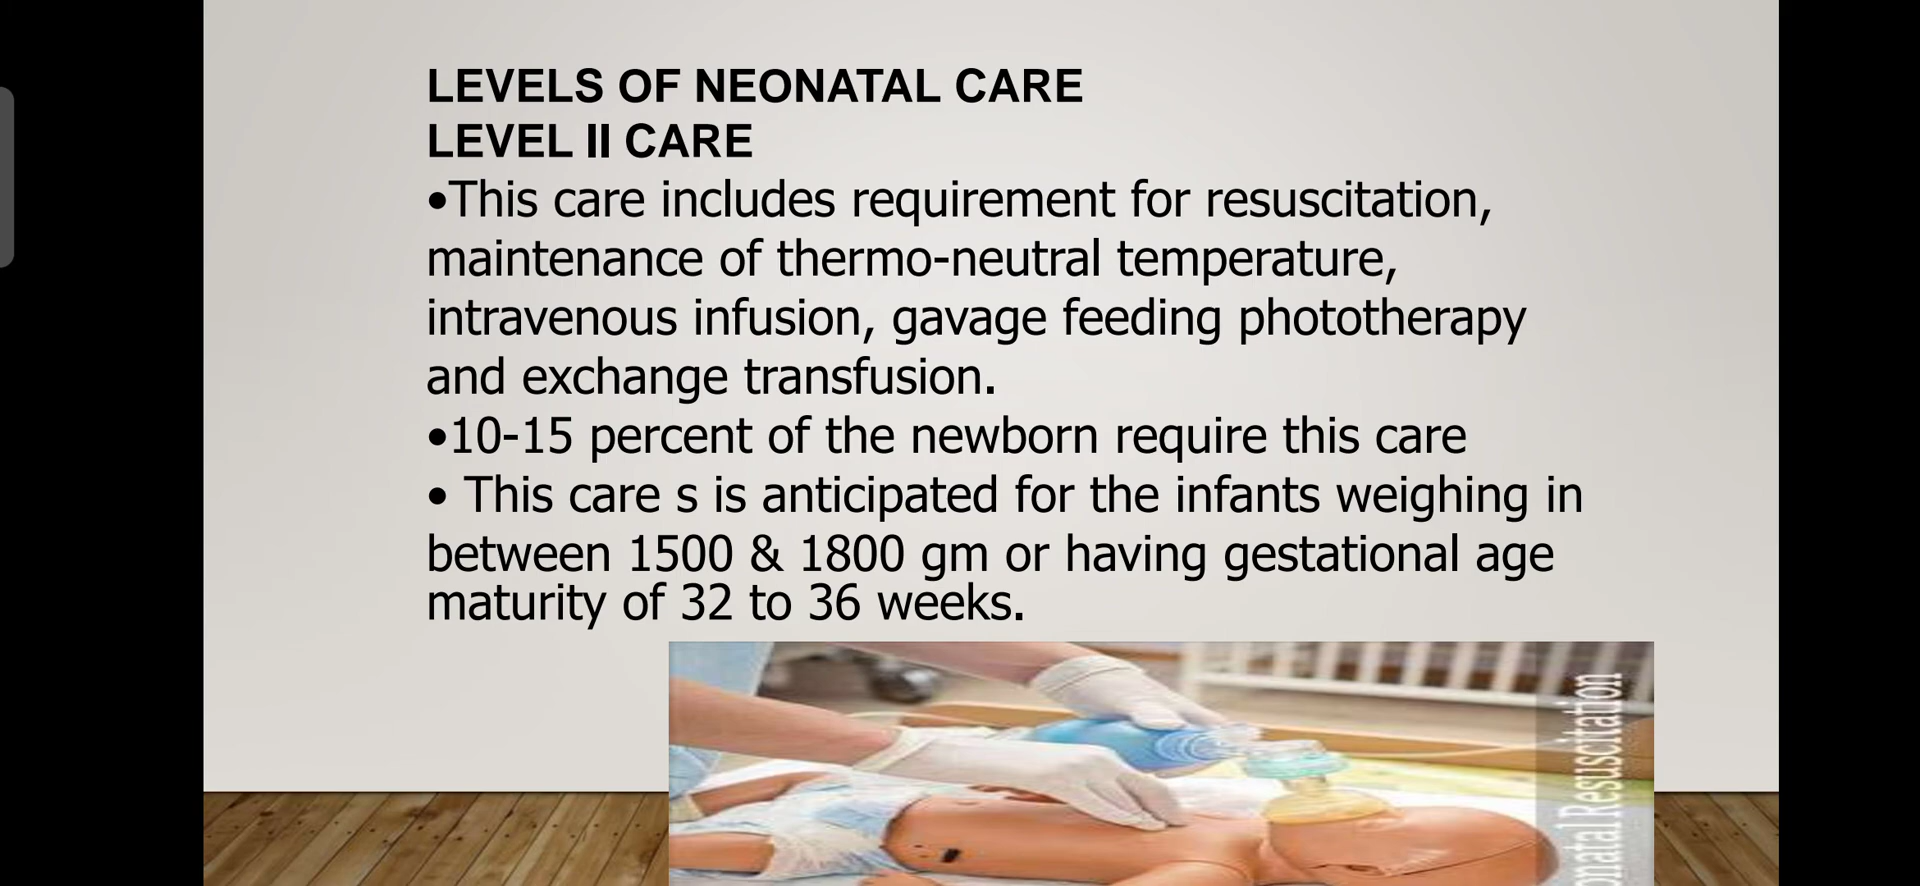 LEVELS OF NEONATAL CARE
LEVEL II CARE
•This care includes requirement for resuscitation,
maintenance of thermo-neutral temperature,
intravenous infusion, gavage feeding phototherapy
and exchange transfusion.
•10-15 percent of the newborn require this care
• This care s is anticipated for the infants weighing in
between 1500 & 1800 gm or having gestational age
maturity of 32 to 36 weeks.
onatal Resuscitation